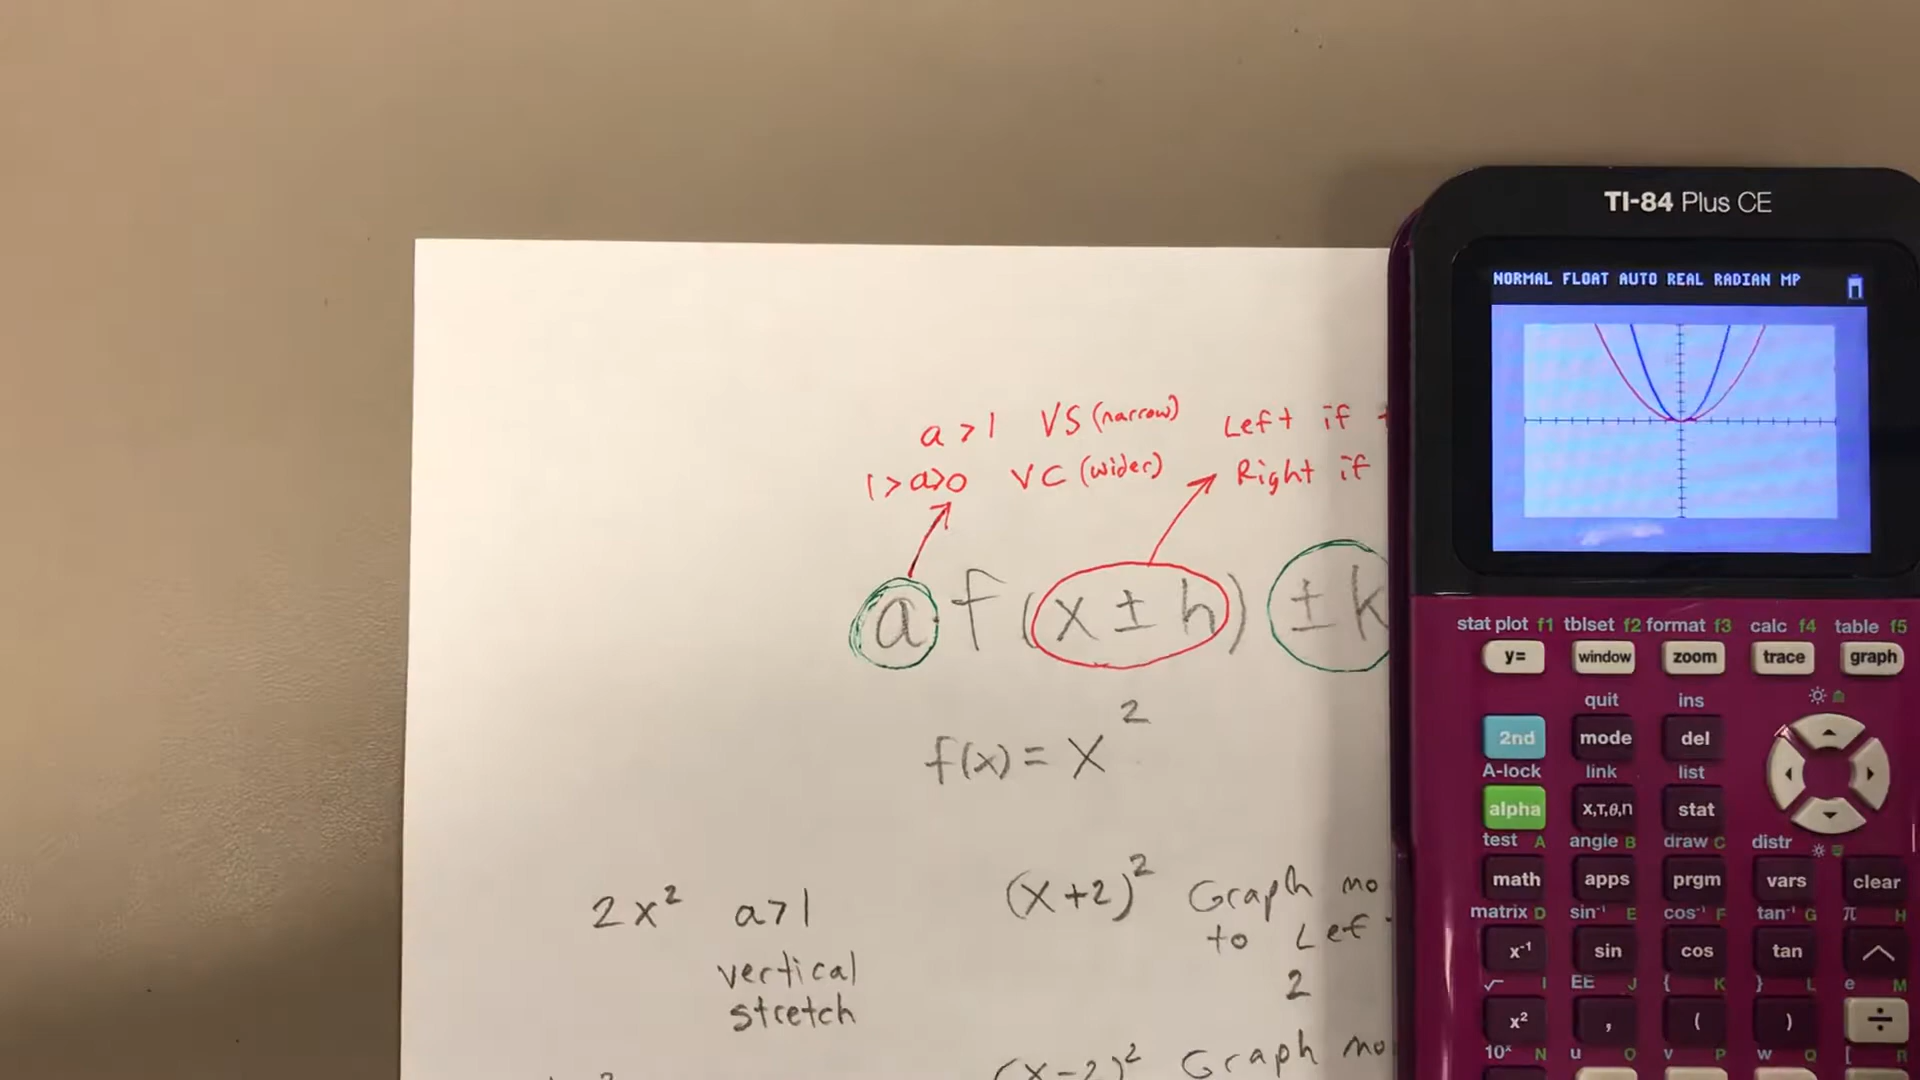 a > 1 VS (narrow)
1 > a > 0 VC (wider)
Left if
Right if
a f (x ± h) ± k
f(x) = x²
2x² a > 1
vertical
stretch
(x+2)² Graph mo
to Lef
2
(x-2)² Graph mo
TI-84 Plus CE
NORMAL FLOAT AUTO REAL RADIAN MP
stat plot f1 tblset f2 format f3 calc f4 table f5
y= window zoom trace graph
quit ins
2nd mode del
A-lock link list
alpha X,T,θ,n stat
test A angle B draw C distr
math apps prgm vars clear
matrix D sin⁻¹ E cos⁻¹ F tan⁻¹ G π H
x⁻¹ sin cos tan ^
√ I EE J { K } L e M
x² , ( ) ÷
10ˣ N u O v P w Q [ R